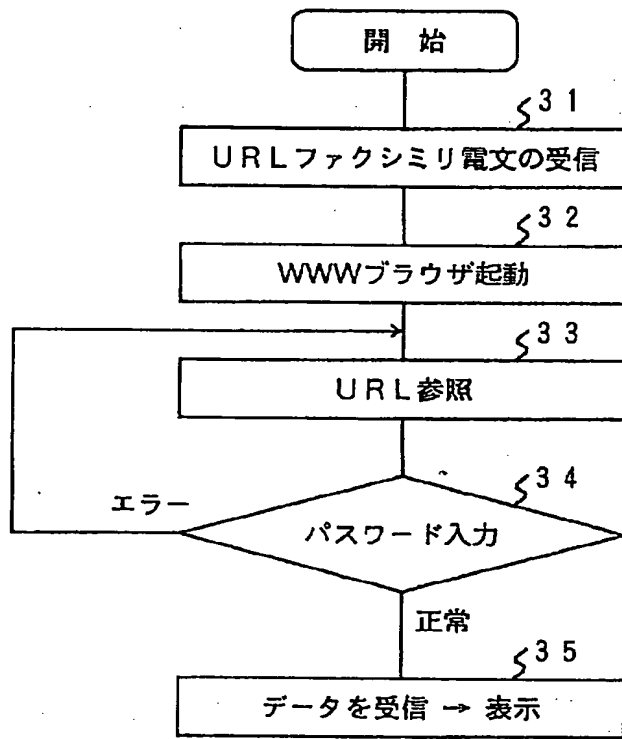 開 始
31
URLファクシミリ電文の受信
32
WWWブラウザ起動
33
URL参照
34
エラー
パスワード入力
正常
35
データを受信 → 表示